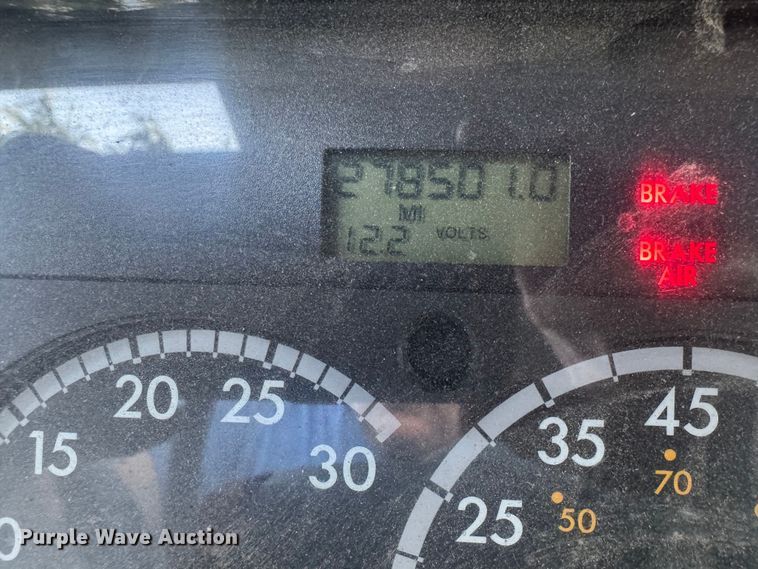 278501.0
MI
12.2 VOLTS
BRAKE
BRAKE
AIR
15
20
25
30
0
25
35
45
50
70
Purple Wave Auction